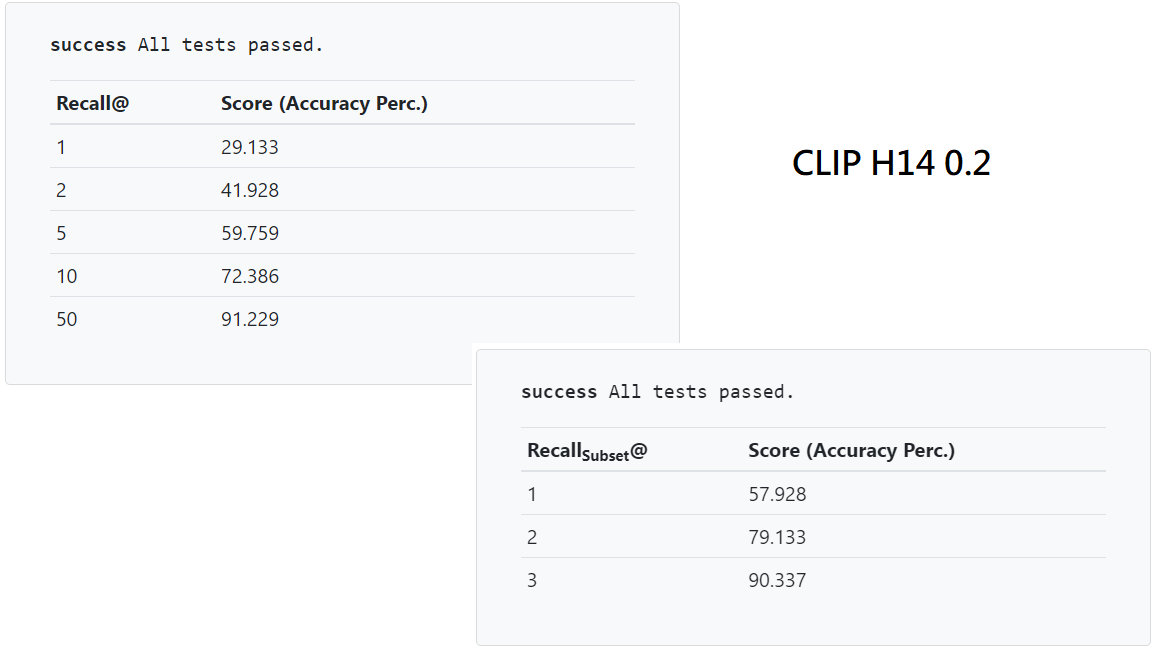 success All tests passed.
Recall@ Score (Accuracy Perc.)
1 29.133
2 41.928
5 59.759
10 72.386
50 91.229
CLIP H14 0.2
success All tests passed.
RecallSubset@ Score (Accuracy Perc.)
1 57.928
2 79.133
3 90.337